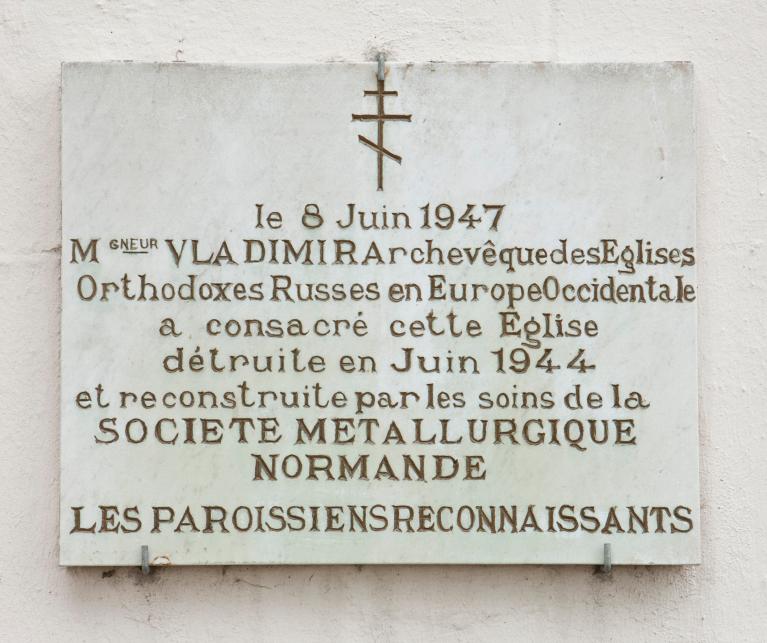 le 8 Juin 1947
MGNEUR VLADIMIR Archevêque des Eglises
Orthodoxes Russes en Europe Occidentale
a consacré cette Église
détruite en Juin 1944
et reconstruite par les soins de la
SOCIETE METALLURGIQUE
NORMANDE
LES PAROISSIENS RECONNAISSANTS